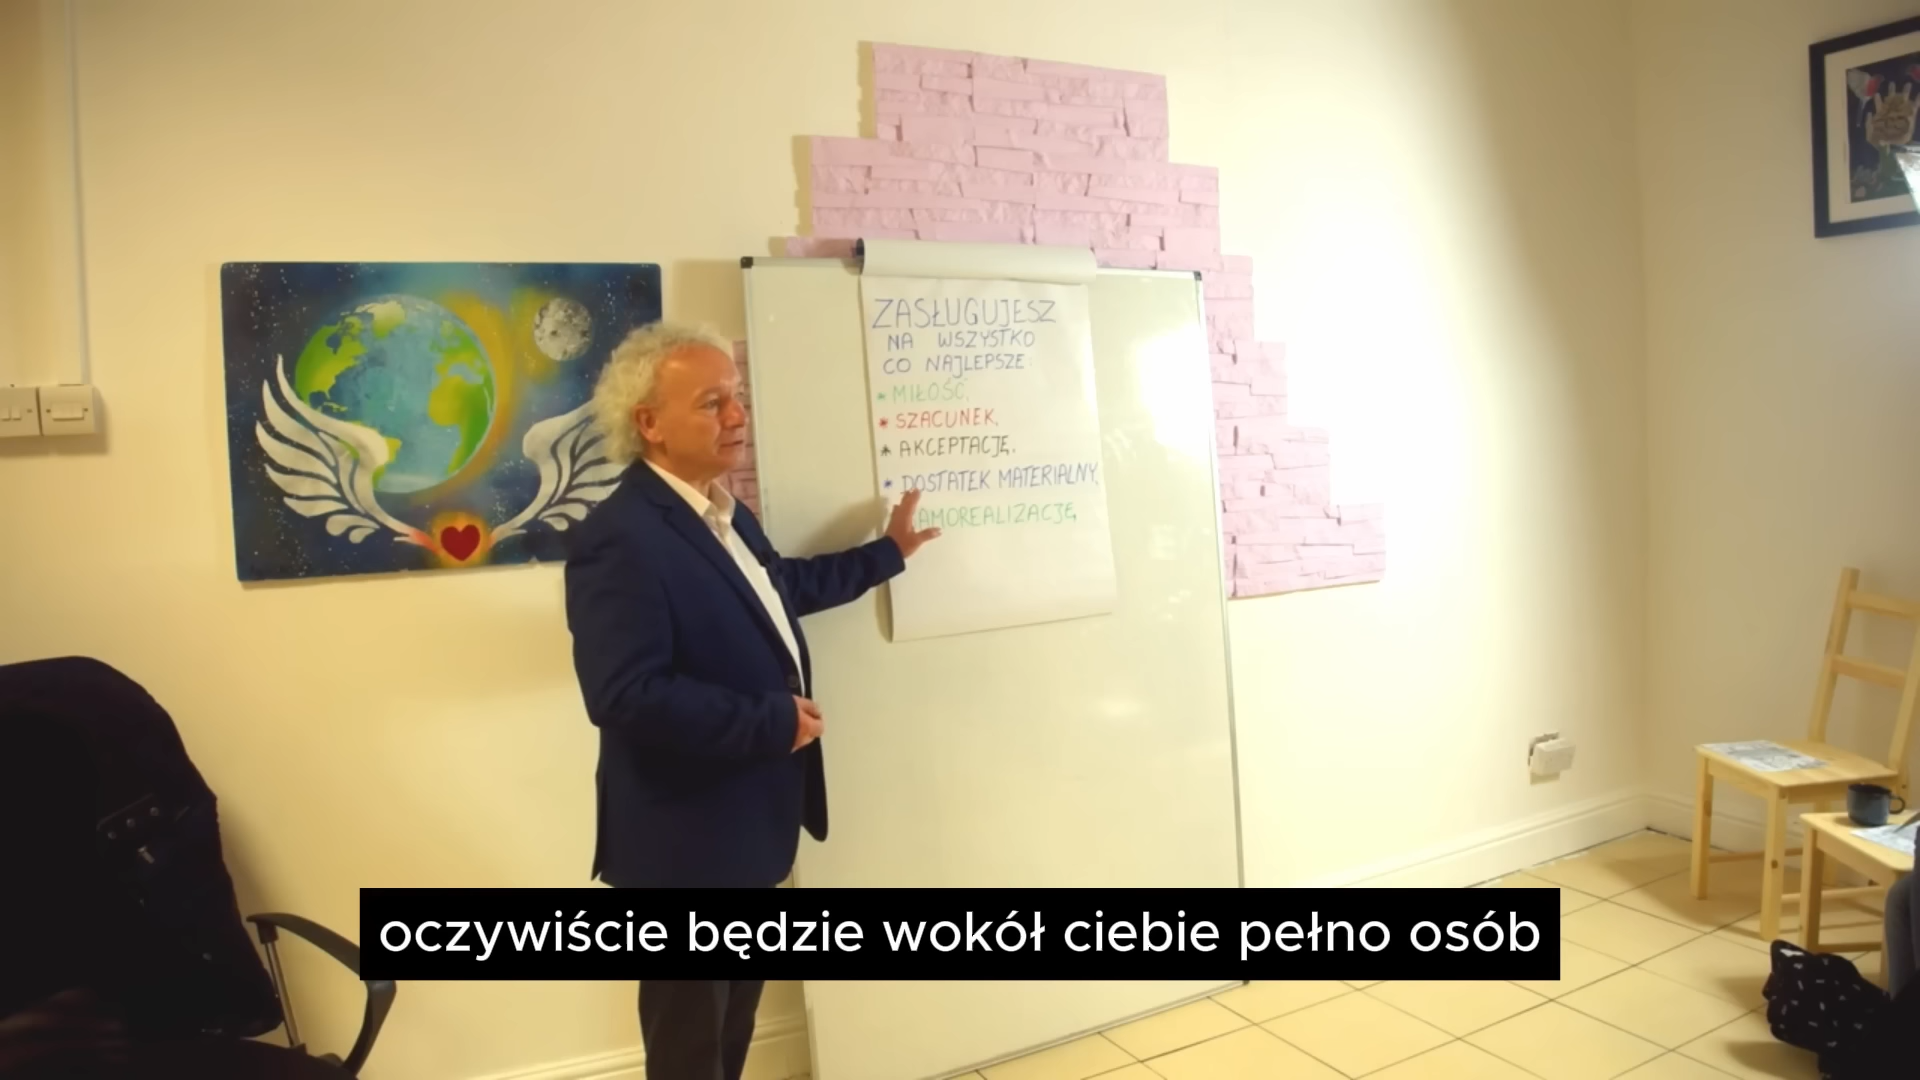 ZASŁUGUJESZ
NA WSZYSTKO
CO NAJLEPSZE:
* MIŁOŚĆ,
* SZACUNEK,
* AKCEPTACJĘ,
* DOSTATEK MATERIALNY,
AMOREALIZACJĘ
oczywiście będzie wokół ciebie pełno osób